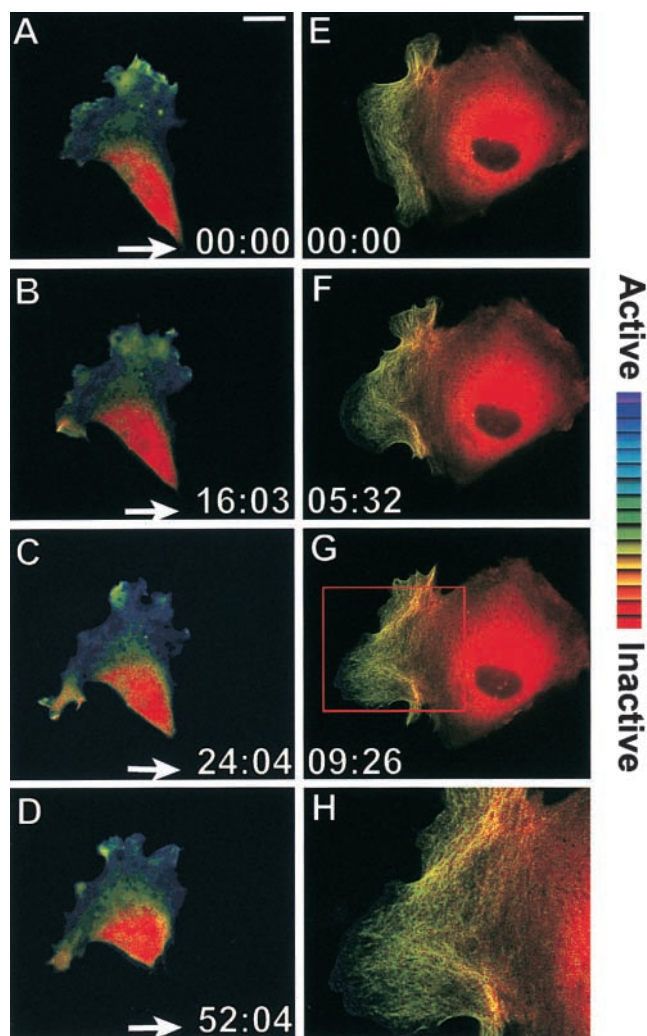 A
00:00
E
00:00
B
16:03
F
05:32
C
24:04
G
09:26
D
52:04
H
Active
Inactive